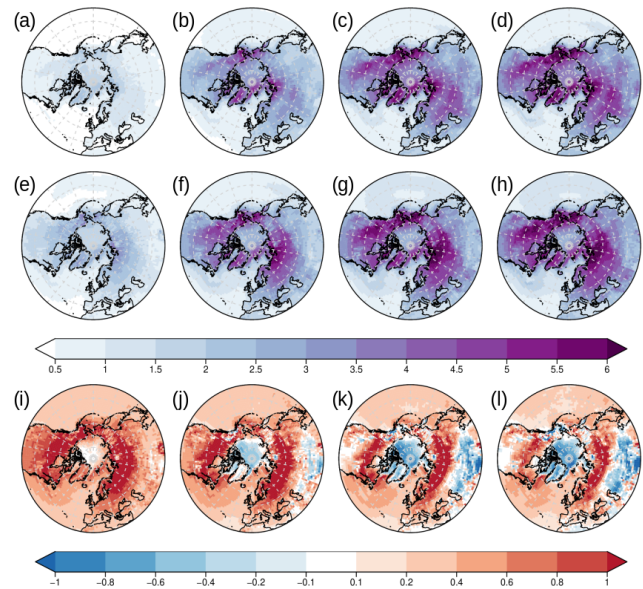 (a) (b) (c) (d)
(e) (f) (g) (h)
0.5 1 1.5 2 2.5 3 3.5 4 4.5 5 5.5 6
(i) (j) (k) (l)
−1 −0.8 −0.6 −0.4 −0.2 −0.1 0.1 0.2 0.4 0.6 0.8 1